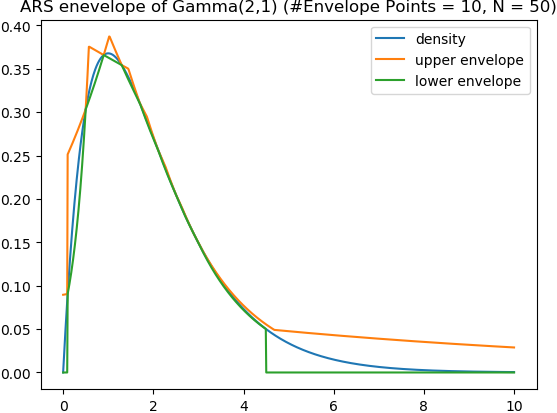 ARS enevelope of Gamma(2,1) (#Envelope Points = 10, N = 50)
density
upper envelope
lower envelope
0.40
0.35
0.30
0.25
0.20
0.15
0.10
0.05
0.00
0 2 4 6 8 10